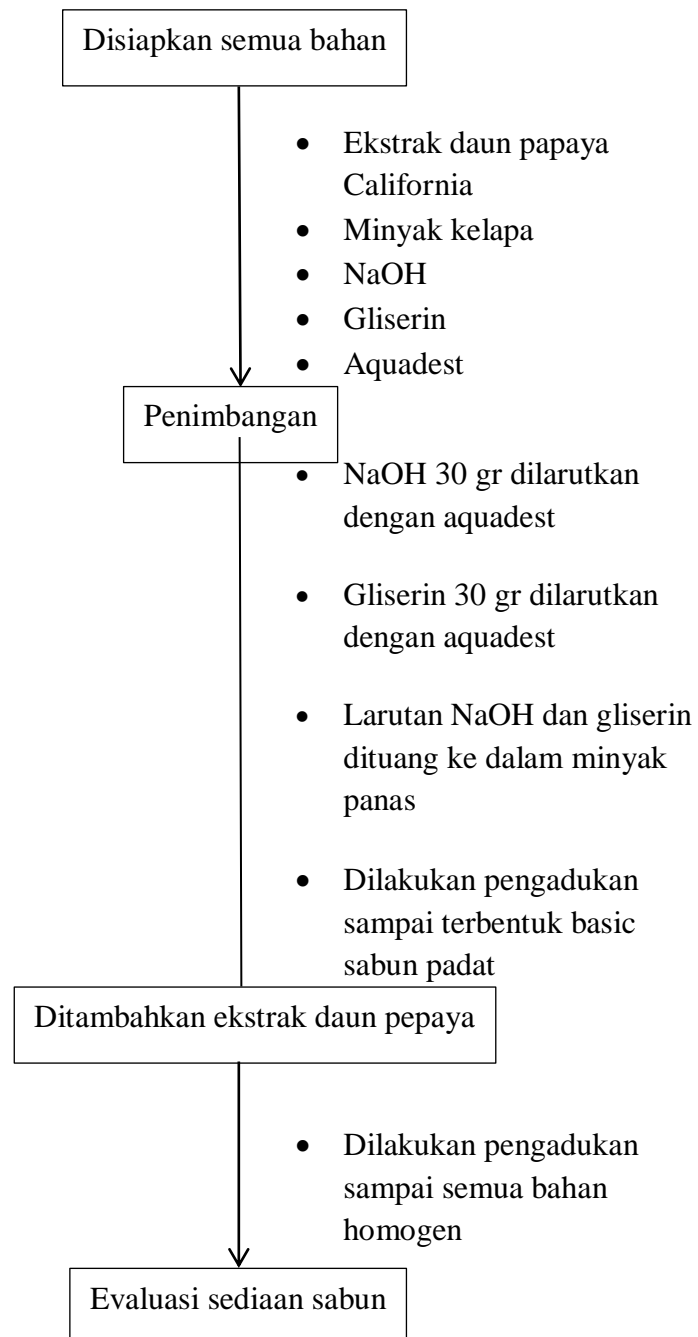 Disiapkan semua bahan
• Ekstrak daun papaya
California
• Minyak kelapa
• NaOH
• Gliserin
• Aquadest
Penimbangan
• NaOH 30 gr dilarutkan
dengan aquadest
• Gliserin 30 gr dilarutkan
dengan aquadest
• Larutan NaOH dan gliserin
dituang ke dalam minyak
panas
• Dilakukan pengadukan
sampai terbentuk basic
sabun padat
Ditambahkan ekstrak daun pepaya
• Dilakukan pengadukan
sampai semua bahan
homogen
Evaluasi sediaan sabun